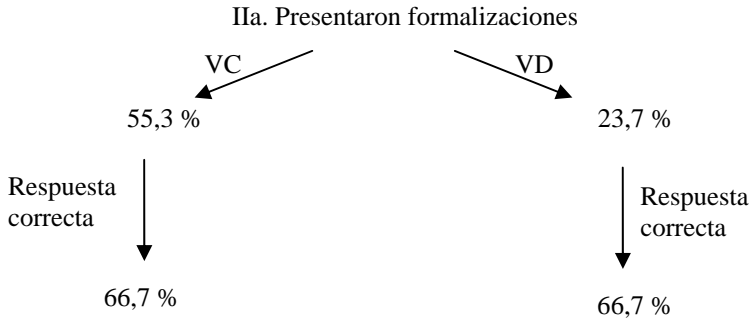 IIa. Presentaron formalizaciones
VC
VD
55,3 %
23,7 %
Respuesta
correcta
Respuesta
correcta
66,7 %
66,7 %